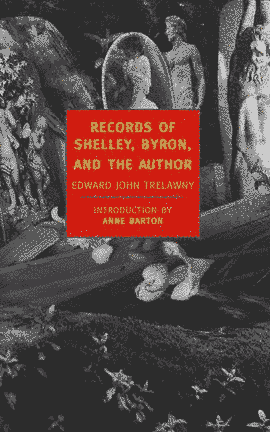 RECORDS OF
SHELLEY, BYRON,
AND THE AUTHOR
EDWARD JOHN TRELAWNY
INTRODUCTION BY
ANNE BARTON